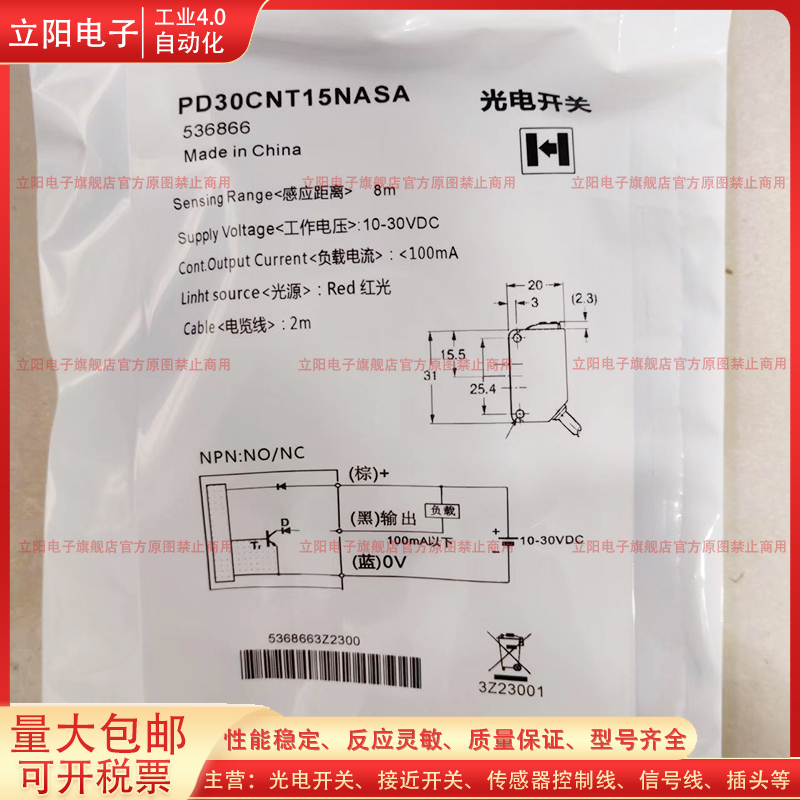 立阳电子
工业4.0
自动化
PD30CNT15NASA
光电开关
536866
Made in China
立阳电子旗舰店官方原图禁止商用
立阳电子旗舰店官方原图禁止商用
Sensing Range<感应距离> 8m
Supply Voltage<工作电压>:10-30VDC
Cont.Output Current<负载电流>:<100mA
Linht source<光源>: Red 红光
Cable<电览线>:2m
20
3
(2.3)
15.5
31
25.4
立阳电子旗舰店官方原图禁止商用
立阳电子旗舰店官方原图禁止商用
NPN:NO/NC
(棕)+
(黑)输出
负载
D
Tr
100mA以下
+
10-30VDC
-
(蓝)0V
立阳电子旗舰店官方原图禁止商用
立阳电子旗舰店官方原图禁止商用
5368663Z2300
3Z23001
量大包邮
可开税票
性能稳定、反应灵敏、质量保证、型号齐全
主营：光电开关、接近开关、传感器控制线、信号线、插头等